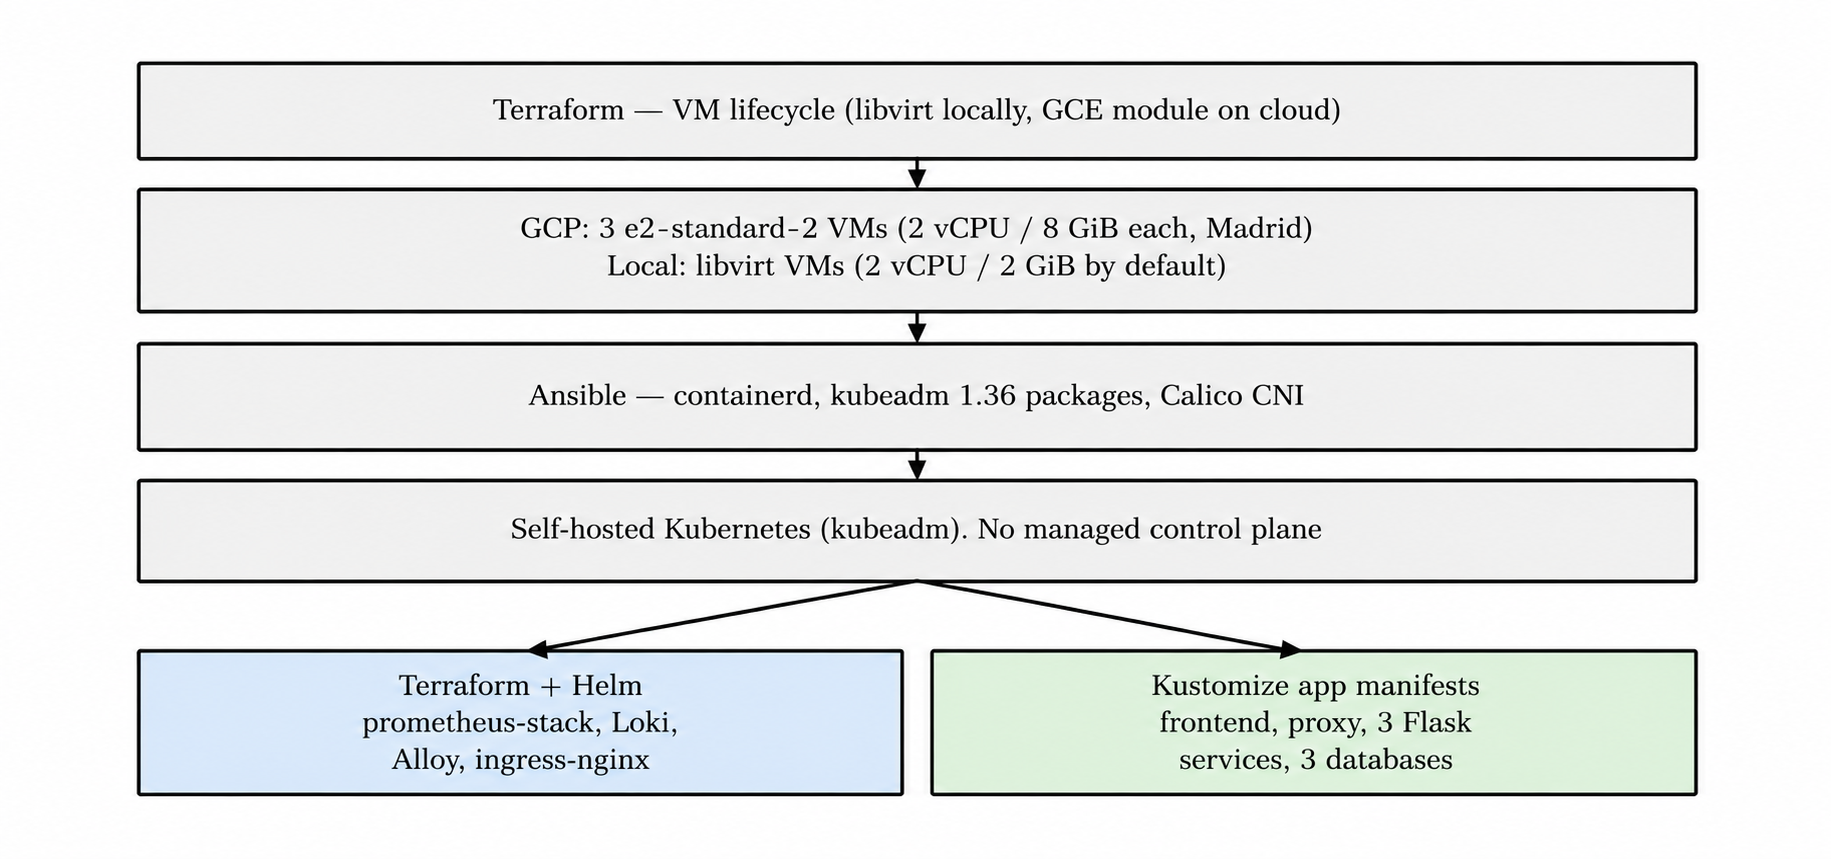 Terraform — VM lifecycle (libvirt locally, GCE module on cloud)
GCP: 3 e2-standard-2 VMs (2 vCPU / 8 GiB each, Madrid)
Local: libvirt VMs (2 vCPU / 2 GiB by default)
Ansible — containerd, kubeadm 1.36 packages, Calico CNI
Self-hosted Kubernetes (kubeadm). No managed control plane
Terraform + Helm
prometheus-stack, Loki,
Alloy, ingress-nginx
Kustomize app manifests
frontend, proxy, 3 Flask
services, 3 databases